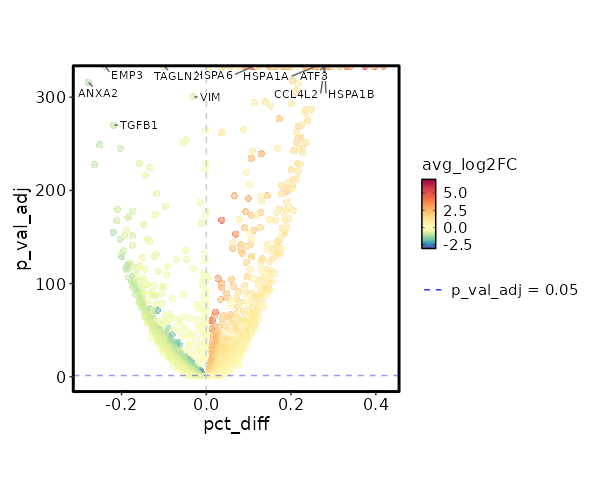 EMP3
TAGLN2
HSPA6
HSPA1A
ATF3
ANXA2
VIM
CCL4L2
HSPA1B
TGFB1
300
200
100
0
p_val_adj
-0.2
0.0
0.2
0.4
pct_diff
avg_log2FC
5.0
2.5
0.0
-2.5
p_val_adj = 0.05